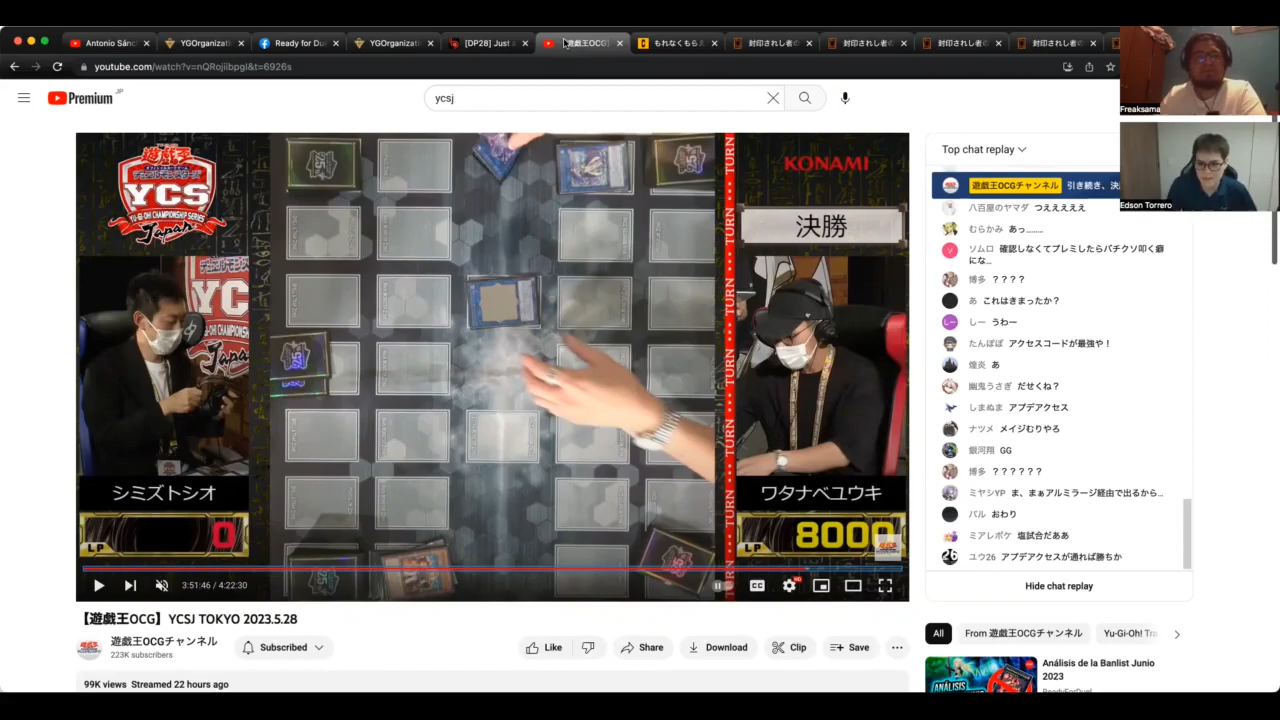 Antonio Sánc
YGOrganizati
Ready for Du
YGOrganizati
[DP28] Just a
遊戯王OCG】
もれなくもらえ
封印されし者の
封印されし者の
封印されし者の
封印されし者の
youtube.com/watch?v=nQRojiibpgI&t=6926s
Premium JP
ycsj
Freaksama
Edson Torrero
遊戯王
YCS
YU-GI-OH! CHAMPIONSHIP SERIES
Japan
KONAMI
決勝
TURN
TURN
TURN
TURN
TURN
シミズトシオ
ワタナベユウキ
LP 0
LP 8000
3:51:46 / 4:22:30
CC
HD
【遊戯王OCG】YCSJ TOKYO 2023.5.28
遊戯王OCGチャンネル
223K subscribers
Subscribed
Like
Share
Download
Clip
Save
99K views Streamed 22 hours ago
Top chat replay
遊戯王OCGチャンネル 引き続き、決
八百屋のヤマダ つええええええ
むらかみ あっ……
ソムロ 確認しなくてプレミしたらバチクソ叩く癖
にな…
博多 ？？？？
あ これはきまったか？
しー うわー
たんぽぽ アクセスコードが最強や！
煌炎 あ
幽鬼うさぎ だせくね？
しまぬま アプデアクセス
ナツメ メイジむりやろ
銀河翔 GG
博多 ？？？？？？
ミヤシYP ま、まぁアルミラージ経由で出るから…
バル おわり
ミアレポケ 塩試合だああ
ユウ26 アプデアクセスが通れば勝ちか
Hide chat replay
All
From 遊戯王OCGチャンネル
Yu-Gi-Oh! Tra
Análisis de la Banlist Junio
2023
ReadyForDuel